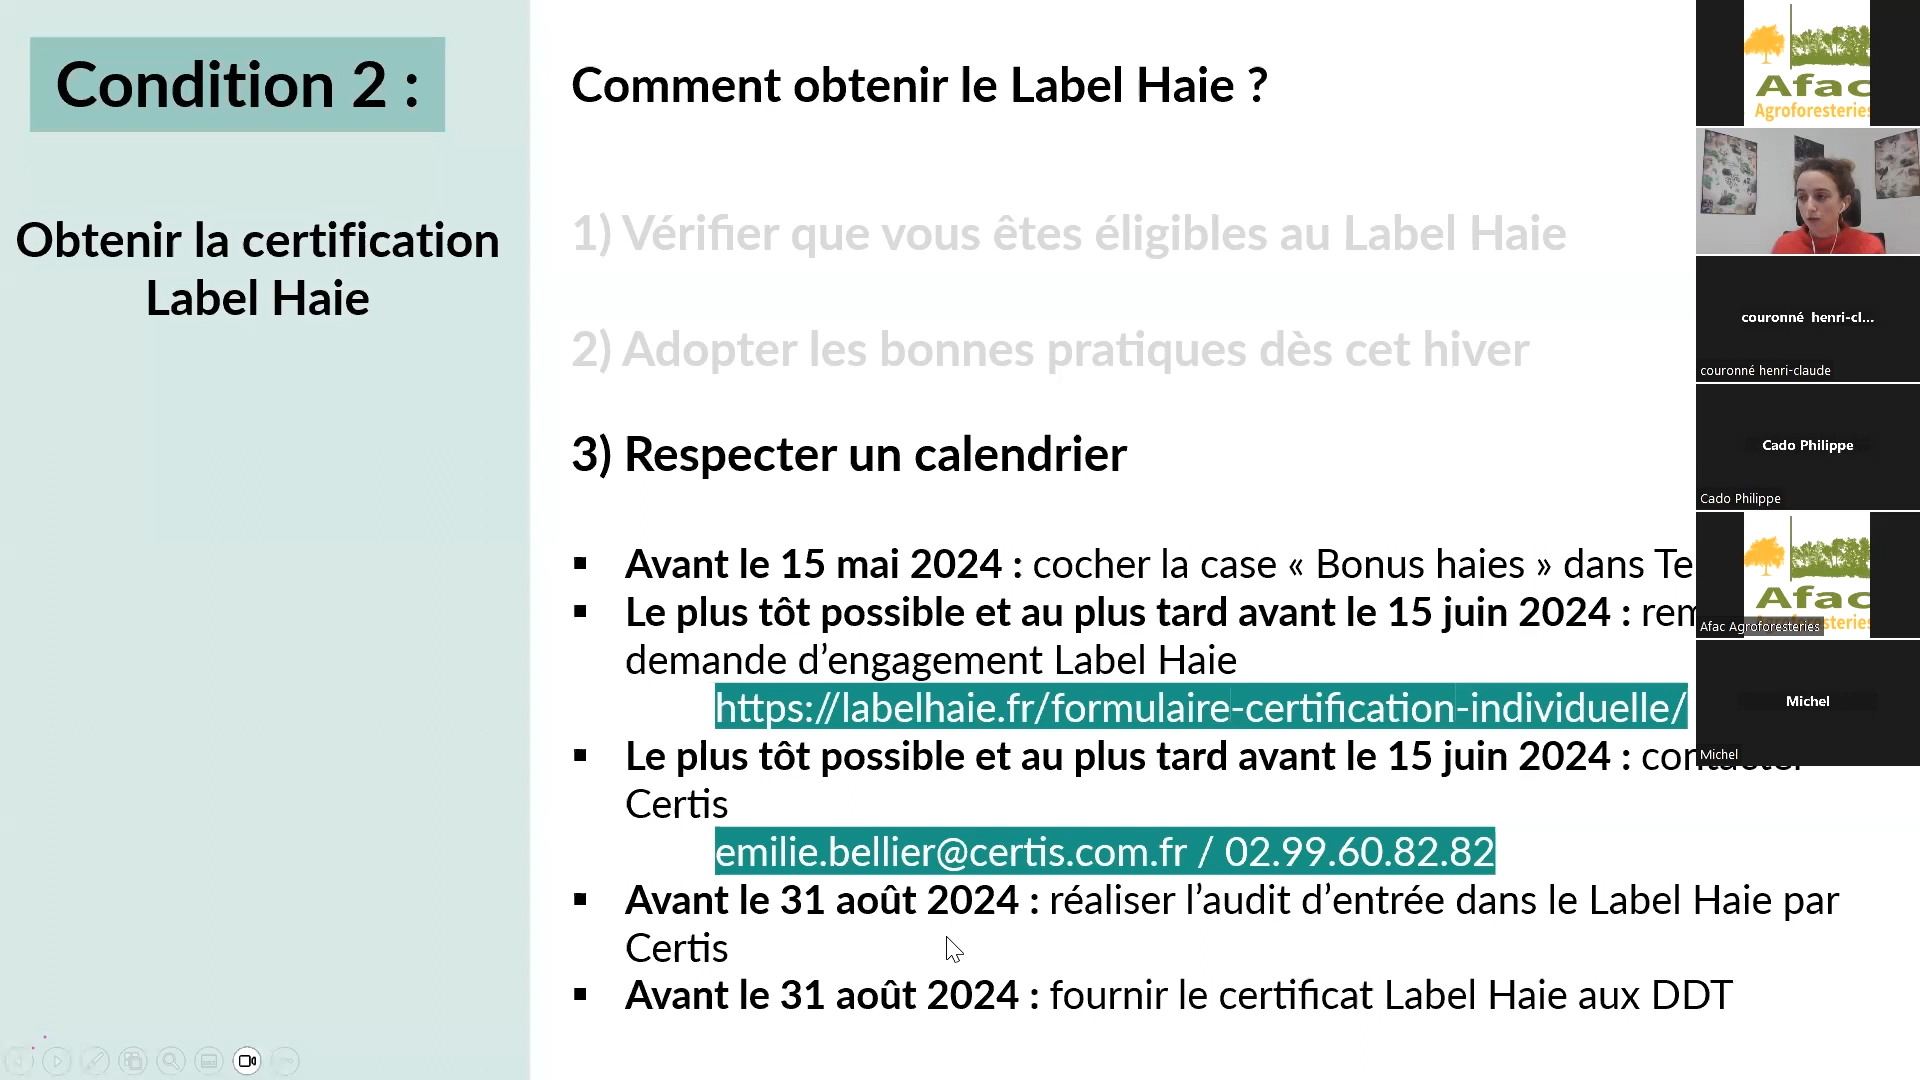 Condition 2 :
Obtenir la certification
Label Haie
Comment obtenir le Label Haie ?
1) Vérifier que vous êtes éligibles au Label Haie
2) Adopter les bonnes pratiques dès cet hiver
3) Respecter un calendrier
▪ Avant le 15 mai 2024 : cocher la case « Bonus haies » dans Te
▪ Le plus tôt possible et au plus tard avant le 15 juin 2024 : rem
demande d’engagement Label Haie
https://labelhaie.fr/formulaire-certification-individuelle/
▪ Le plus tôt possible et au plus tard avant le 15 juin 2024 : contacter
Certis
emilie.bellier@certis.com.fr / 02.99.60.82.82
▪ Avant le 31 août 2024 : réaliser l’audit d’entrée dans le Label Haie par
Certis
▪ Avant le 31 août 2024 : fournir le certificat Label Haie aux DDT
Afac
Agroforesteries
couronné henri-cl...
couronné henri-claude
Cado Philippe
Cado Philippe
Afac
Afac Agroforesteries
Michel
Michel